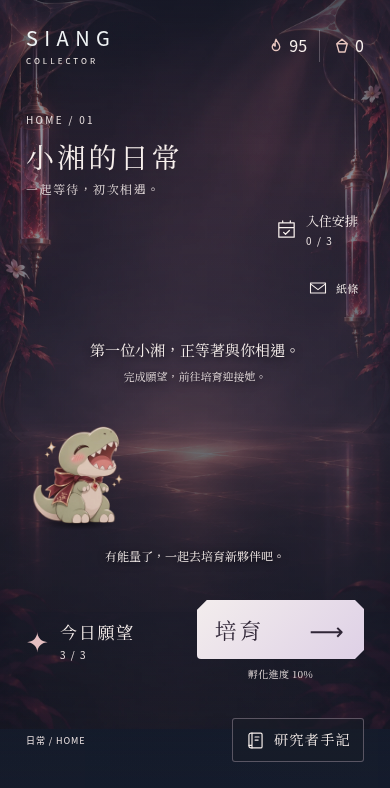 SIANG
COLLECTOR
95
0
HOME / 01
小湘的日常
一起等待，初次相遇。
入住安排
0 / 3
紙條
第一位小湘，正等著與你相遇。
完成願望，前往培育迎接她。
有能量了，一起去培育新夥伴吧。
今日願望
3 / 3
培育
孵化進度 10%
日常 / HOME
研究者手記